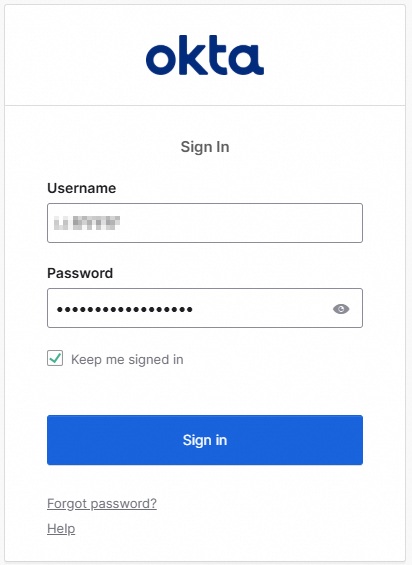 okta
Sign In
Username
Password
••••••••••••••••••
Keep me signed in
Sign in
Forgot password?
Help